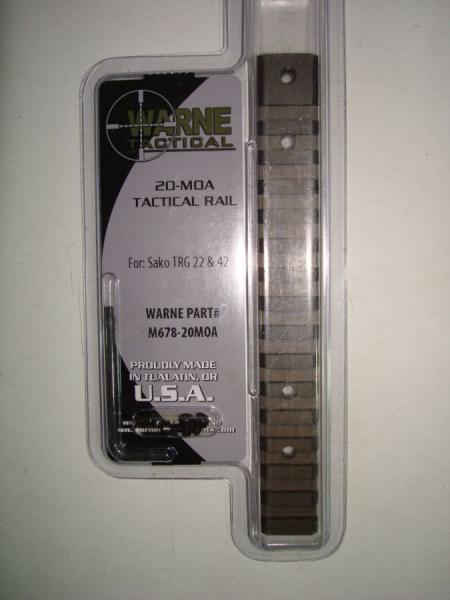 WARNE
TACTICAL
20-MOA
TACTICAL RAIL
For: Sako TRG 22 & 42
WARNE PART#
M678-20MOA
PROUDLY MADE
IN TUALATIN, OR
U.S.A.